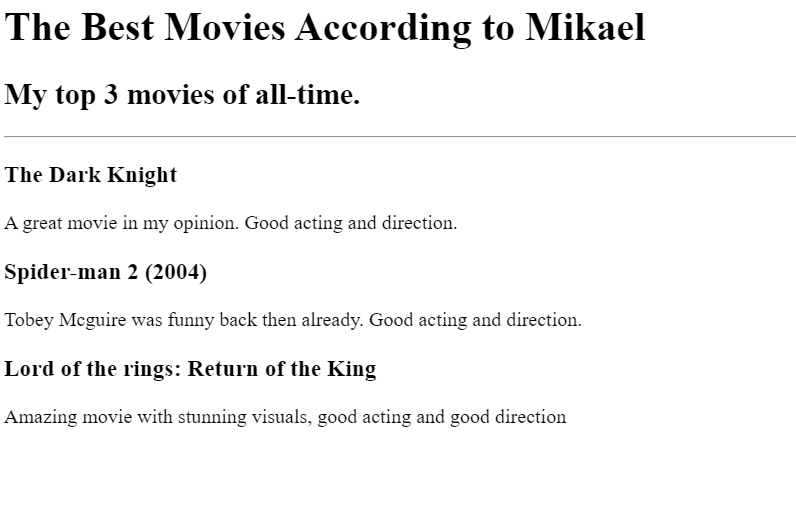 The Best Movies According to Mikael
My top 3 movies of all-time.
The Dark Knight
A great movie in my opinion. Good acting and direction.
Spider-man 2 (2004)
Tobey Mcguire was funny back then already. Good acting and direction.
Lord of the rings: Return of the King
Amazing movie with stunning visuals, good acting and good direction